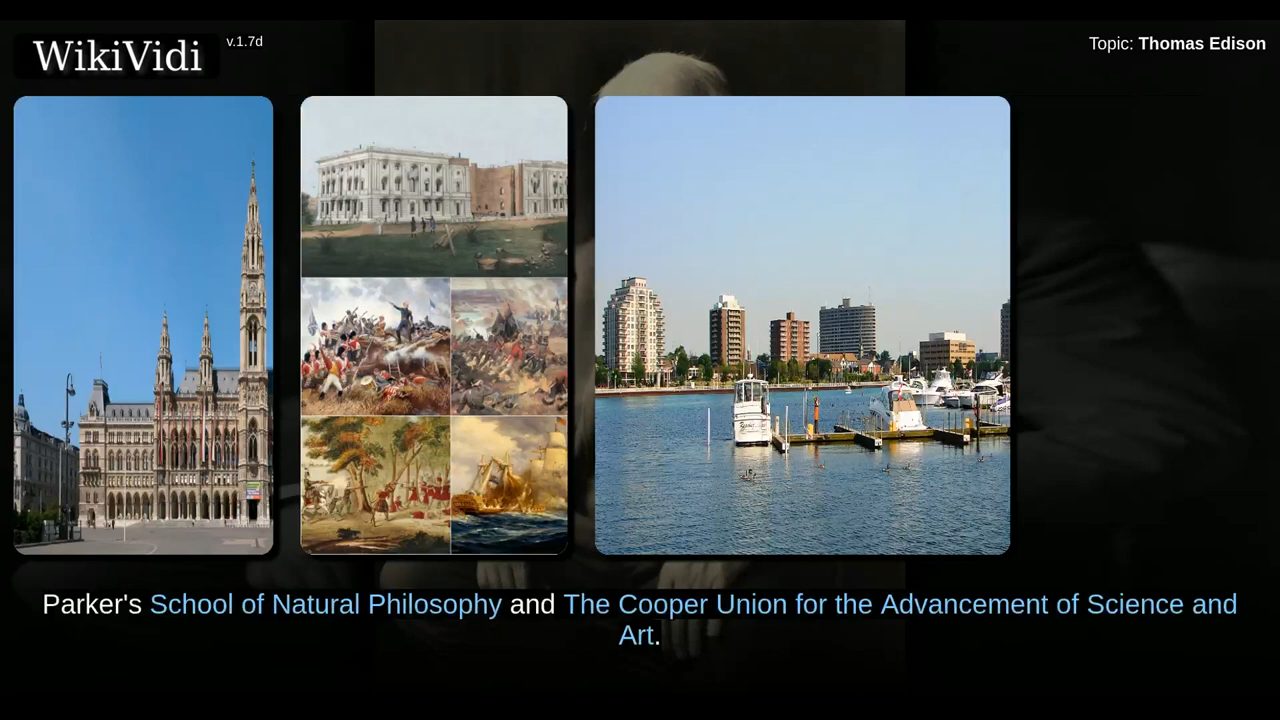 WikiVidi
v.1.7d
Topic: Thomas Edison
Parker's School of Natural Philosophy and The Cooper Union for the Advancement of Science and
Art.